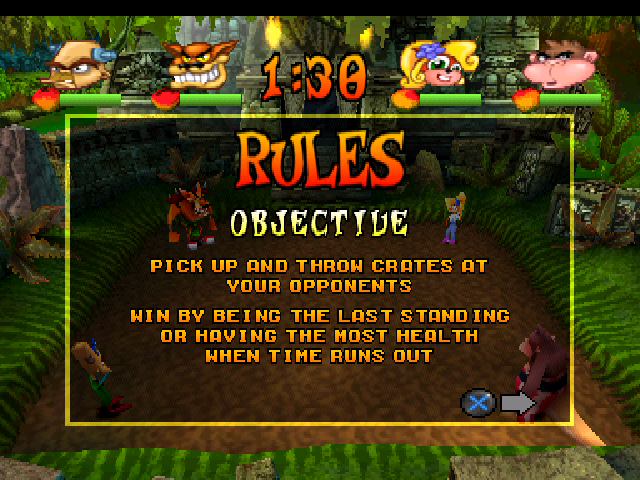 1:30
RULES
OBJECTIVE
PICK UP AND THROW CRATES AT
YOUR OPPONENTS
WIN BY BEING THE LAST STANDING
OR HAVING THE MOST HEALTH
WHEN TIME RUNS OUT